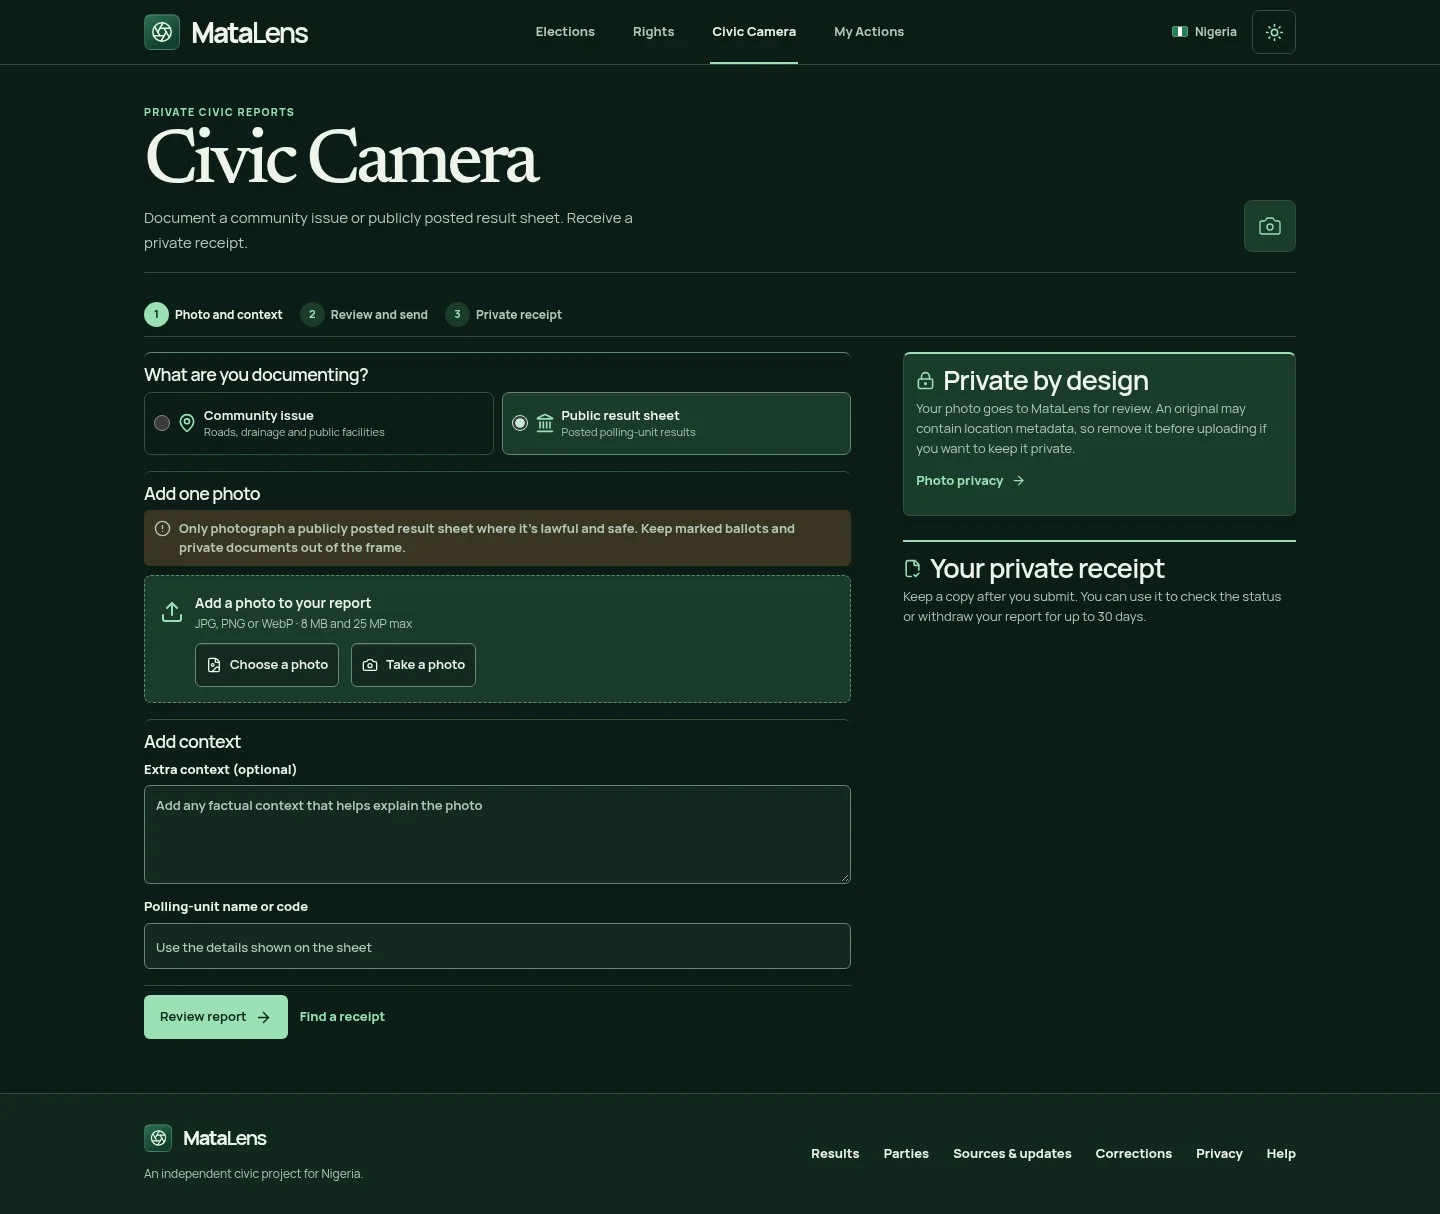 MataLens
Elections
Rights
Civic Camera
My Actions
Nigeria
PRIVATE CIVIC REPORTS
Civic Camera
Document a community issue or publicly posted result sheet. Receive a
private receipt.
1 Photo and context
2 Review and send
3 Private receipt
What are you documenting?
Community issue
Roads, drainage and public facilities
Public result sheet
Posted polling-unit results
Add one photo
Only photograph a publicly posted result sheet where it's lawful and safe. Keep marked ballots and
private documents out of the frame.
Add a photo to your report
JPG, PNG or WebP · 8 MB and 25 MP max
Choose a photo
Take a photo
Add context
Extra context (optional)
Add any factual context that helps explain the photo
Polling-unit name or code
Use the details shown on the sheet
Review report
Find a receipt
Private by design
Your photo goes to MataLens for review. An original may
contain location metadata, so remove it before uploading if
you want to keep it private.
Photo privacy
Your private receipt
Keep a copy after you submit. You can use it to check the status
or withdraw your report for up to 30 days.
MataLens
An independent civic project for Nigeria.
Results
Parties
Sources & updates
Corrections
Privacy
Help